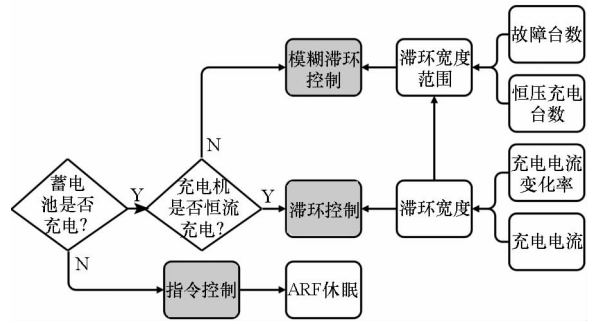 故障台数
模糊滞环
控制
滞环宽度
范围
恒压充电
台数
N
蓄电
池是否
充电?
Y
充电机
是否恒流
充电?
Y
滞环控制
滞环宽度
充电电流
变化率
充电电流
N
指令控制
ARF休眠